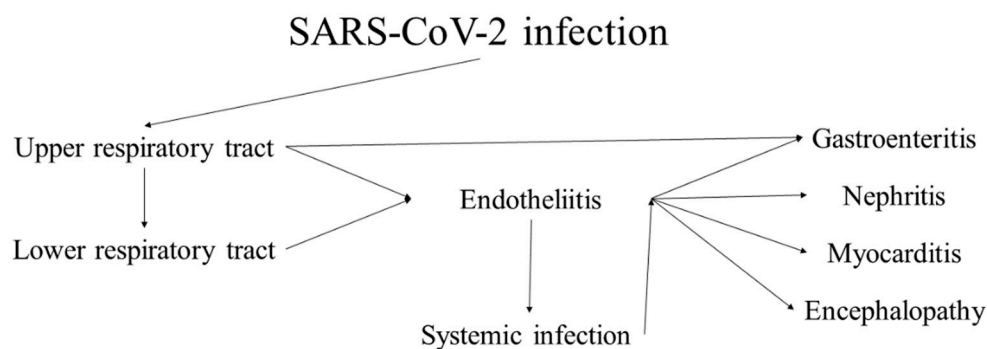 SARS-CoV-2 infection
Upper respiratory tract
Gastroenteritis
Endotheliitis
Nephritis
Lower respiratory tract
Myocarditis
Encephalopathy
Systemic infection